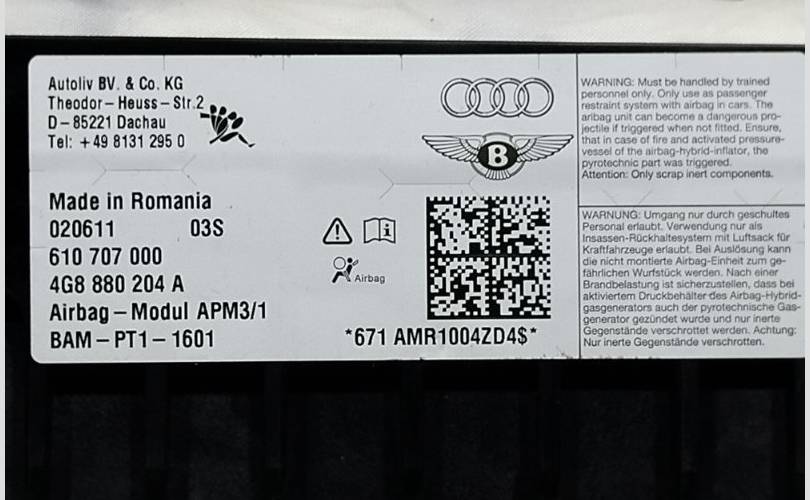 Autoliv BV. & Co. KG
Theodor-Heuss-Str.2
D-85221 Dachau
Tel: +49 8131 295 0
Made in Romania
020611 03S
610 707 000
4G8 880 204 A
Airbag-Modul APM3/1
BAM-PT1-1601
B
Airbag
*671 AMR1004ZD4$*
WARNING: Must be handled by trained
personnel only. Only use as passenger
restraint system with airbag in cars. The
aribag unit can become a dangerous pro-
jectile if triggered when not fitted. Ensure,
that in case of fire and activated pressure-
vessel of the airbag-hybrid-inflator, the
pyrotechnic part was triggered.
Attention: Only scrap inert components.
WARNUNG: Umgang nur durch geschultes
Personal erlaubt. Verwendung nur als
Insassen-Rückhaltesystem mit Luftsack für
Kraftfahrzeuge erlaubt. Bei Auslösung kann
die nicht montierte Airbag-Einheit zum ge-
fährlichen Wurfstück werden. Nach einer
Brandbelastung ist sicherzustellen, dass bei
aktiviertem Druckbehälter des Airbag-Hybrid-
gasgenerators auch der pyrotechnische Gas-
generator gezündet wurde und nur inerte
Gegenstände verschrottet werden. Achtung:
Nur inerte Gegenstände verschrotten.